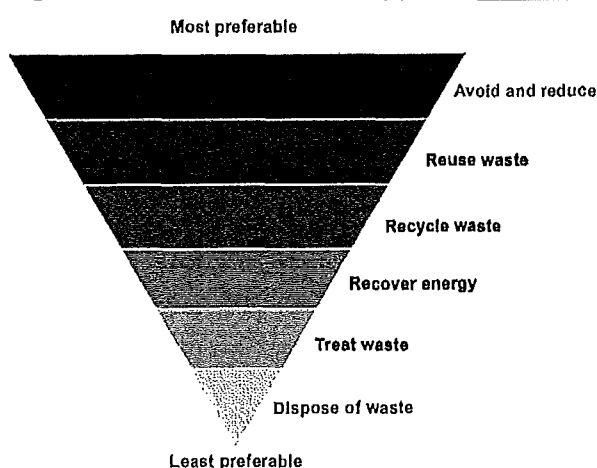 Most preferable
Avoid and reduce
Reuse waste
Recycle waste
Recover energy
Treat waste
Dispose of waste
Least preferable